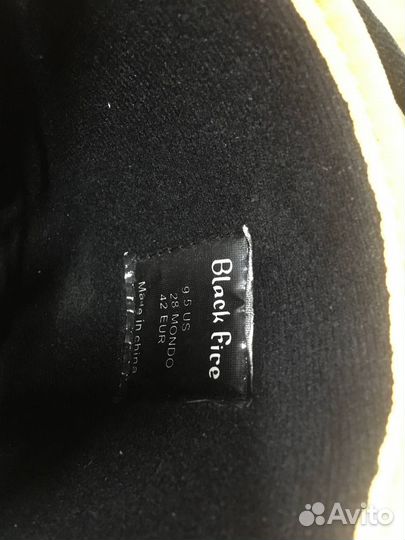 Black Fire
9.5 US
28 MONDO
42 EUR
Made in china
Avito